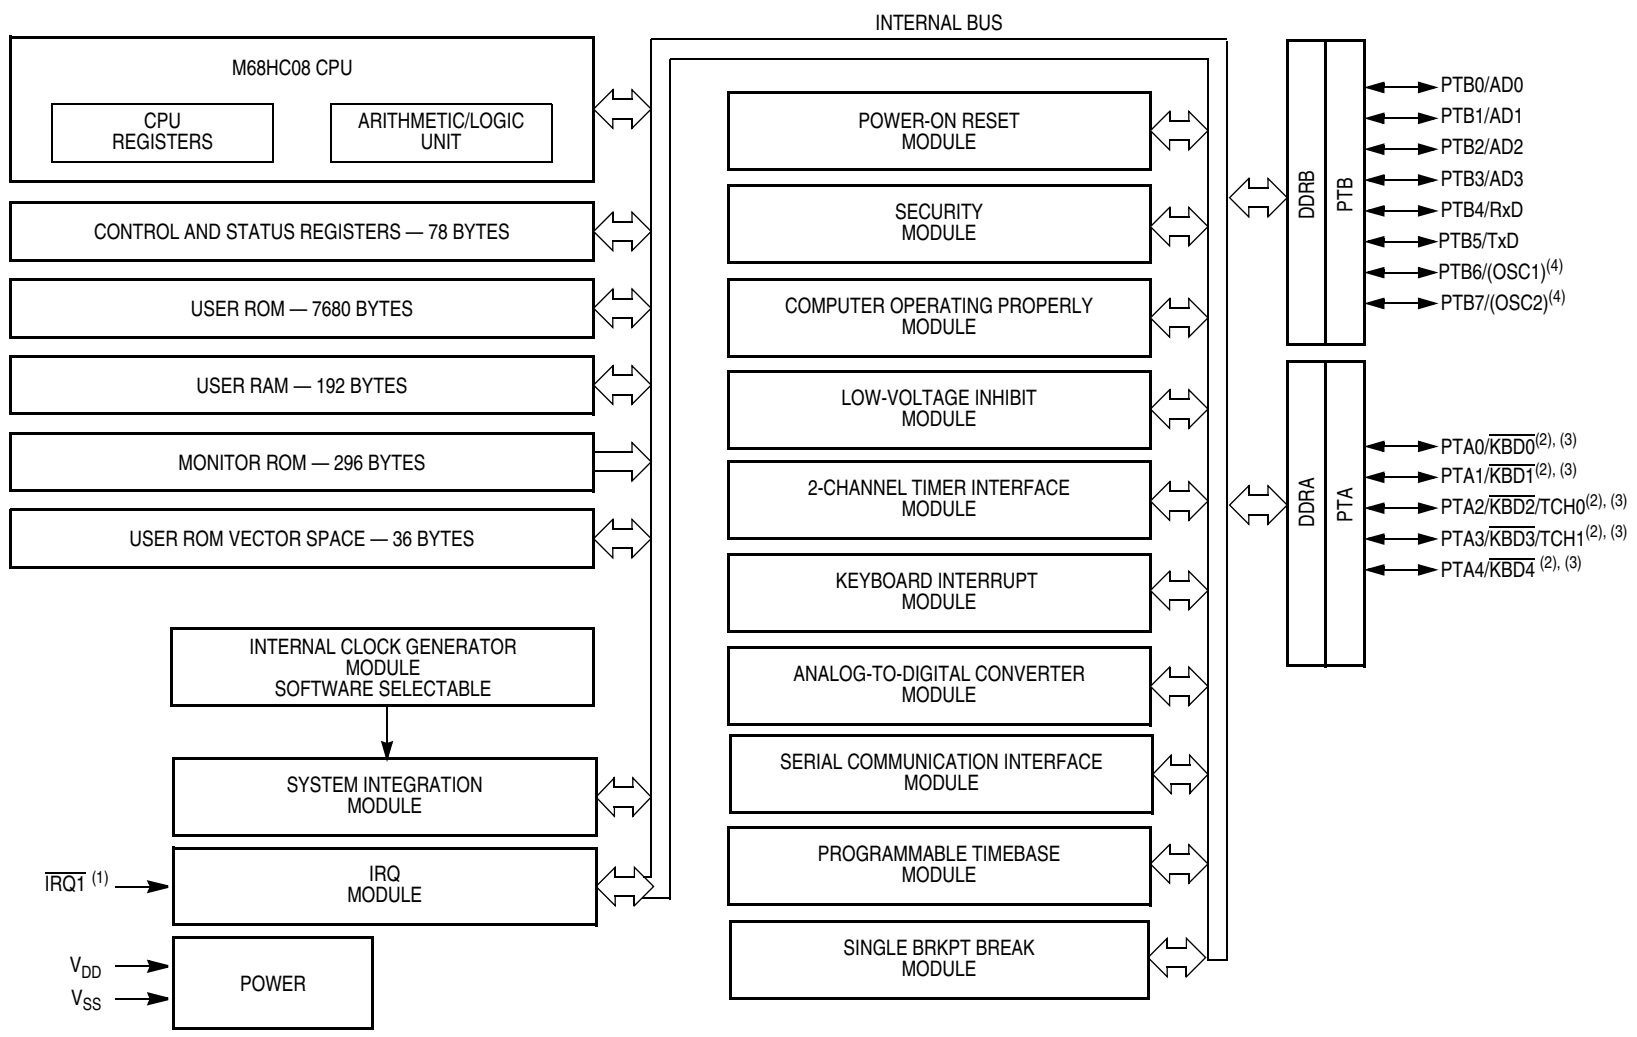 INTERNAL BUS
M68HC08 CPU
CPU
REGISTERS
ARITHMETIC/LOGIC
UNIT
CONTROL AND STATUS REGISTERS — 78 BYTES
USER ROM — 7680 BYTES
USER RAM — 192 BYTES
MONITOR ROM — 296 BYTES
USER ROM VECTOR SPACE — 36 BYTES
INTERNAL CLOCK GENERATOR
MODULE
SOFTWARE SELECTABLE
SYSTEM INTEGRATION
MODULE
IRQ1 (1)
IRQ
MODULE
VDD
VSS
POWER
POWER-ON RESET
MODULE
SECURITY
MODULE
COMPUTER OPERATING PROPERLY
MODULE
LOW-VOLTAGE INHIBIT
MODULE
2-CHANNEL TIMER INTERFACE
MODULE
KEYBOARD INTERRUPT
MODULE
ANALOG-TO-DIGITAL CONVERTER
MODULE
SERIAL COMMUNICATION INTERFACE
MODULE
PROGRAMMABLE TIMEBASE
MODULE
SINGLE BRKPT BREAK
MODULE
DDRB
PTB
PTB0/AD0
PTB1/AD1
PTB2/AD2
PTB3/AD3
PTB4/RxD
PTB5/TxD
PTB6/(OSC1)(4)
PTB7/(OSC2)(4)
DDRA
PTA
PTA0/KBD0(2), (3)
PTA1/KBD1(2), (3)
PTA2/KBD2/TCH0(2), (3)
PTA3/KBD3/TCH1(2), (3)
PTA4/KBD4 (2), (3)